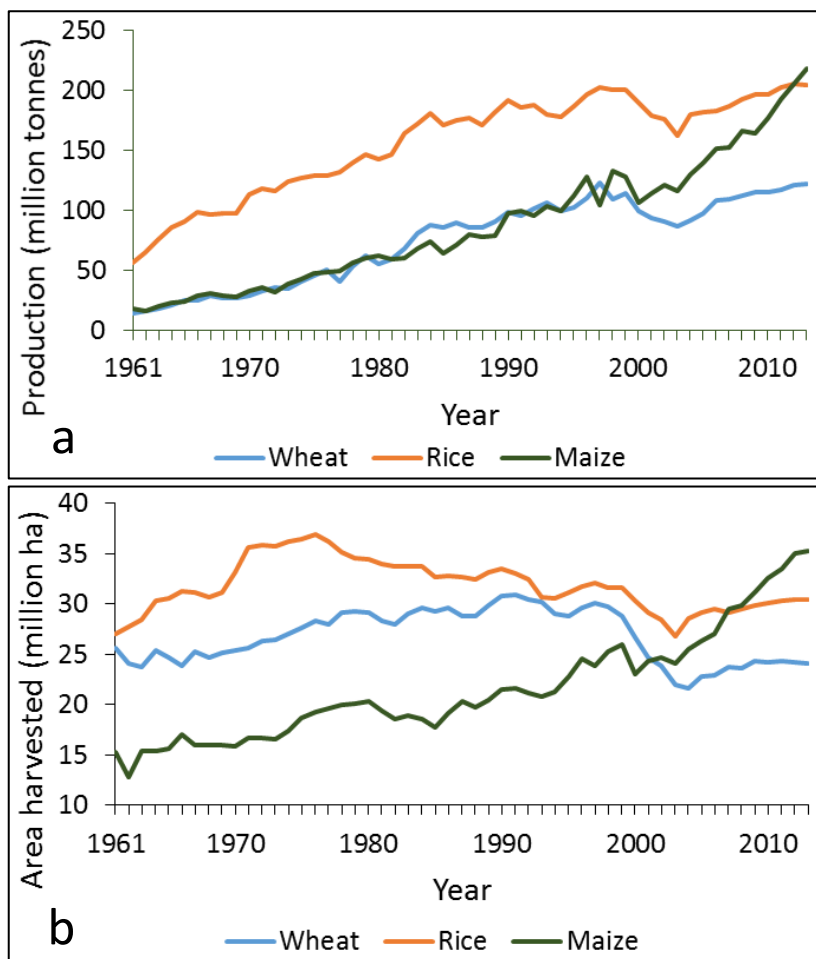 Production (million tonnes)
250
200
150
100
50
0
1961 1970 1980 1990 2000 2010
Year
a
Wheat Rice Maize
Area harvested (million ha)
40
35
30
25
20
15
10
1961 1970 1980 1990 2000 2010
Year
b
Wheat Rice Maize